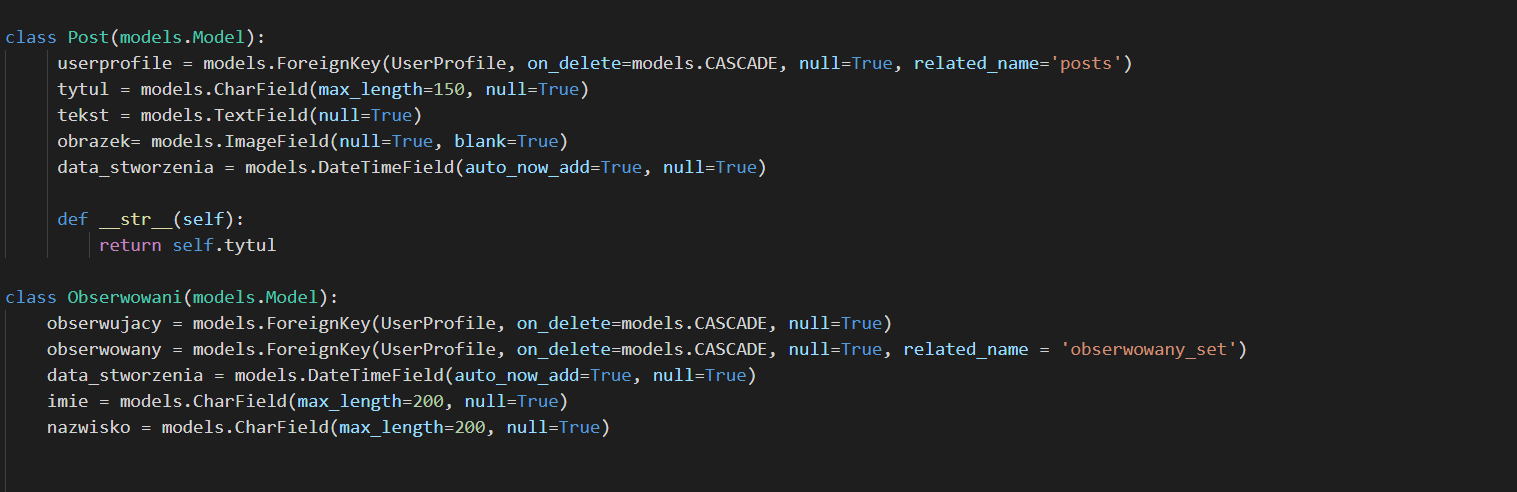 class Post(models.Model):
userprofile = models.ForeignKey(UserProfile, on_delete=models.CASCADE, null=True, related_name='posts')
tytul = models.CharField(max_length=150, null=True)
tekst = models.TextField(null=True)
obrazek= models.ImageField(null=True, blank=True)
data_stworzenia = models.DateTimeField(auto_now_add=True, null=True)
def __str__(self):
return self.tytul
class Obserwowani(models.Model):
obserwujacy = models.ForeignKey(UserProfile, on_delete=models.CASCADE, null=True)
obserwowany = models.ForeignKey(UserProfile, on_delete=models.CASCADE, null=True, related_name = 'obserwowany_set')
data_stworzenia = models.DateTimeField(auto_now_add=True, null=True)
imie = models.CharField(max_length=200, null=True)
nazwisko = models.CharField(max_length=200, null=True)